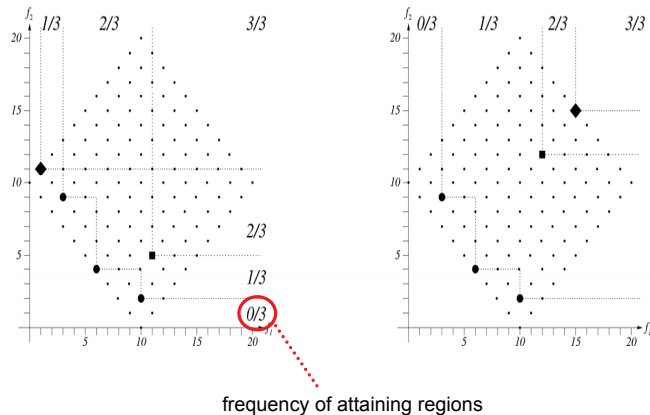 f₂
1/3 2/3 3/3
20
15
10
5
2/3
1/3
0/3
5 10 15 20
f₁
f₂
0/3 1/3 2/3 3/3
20
15
10
5
5 10 15 20
f₁
frequency of attaining regions